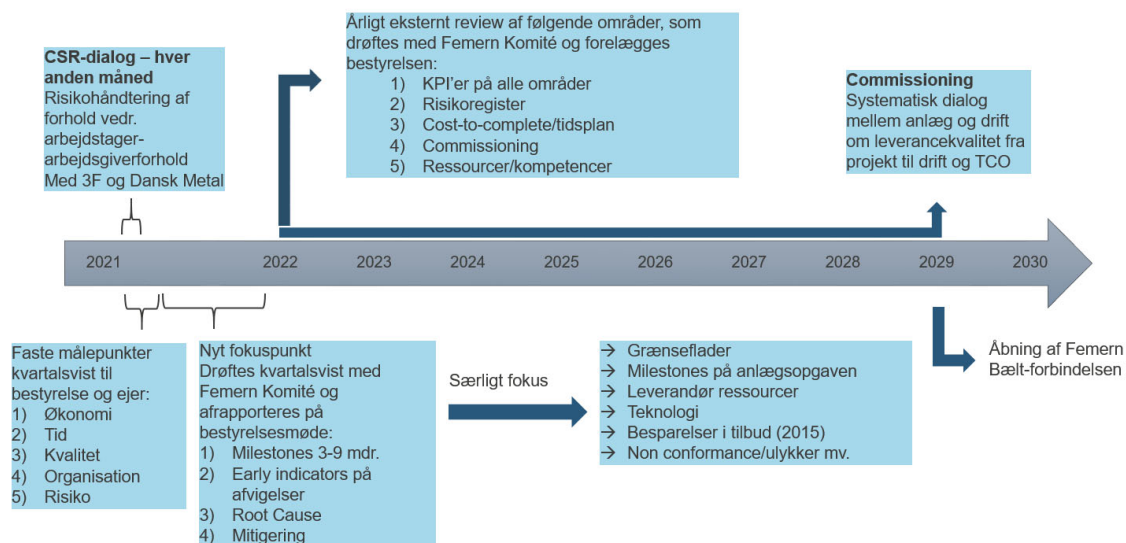 CSR-dialog – hver
anden måned
Risikohåndtering af
forhold vedr.
arbejdstager-
arbejdsgiverforhold
Med 3F og Dansk Metal
Årligt eksternt review af følgende områder, som
drøftes med Femern Komité og forelægges
bestyrelsen:
1) KPI'er på alle områder
2) Risikoregister
3) Cost-to-complete/tidsplan
4) Commissioning
5) Ressourcer/kompetencer
Commissioning
Systematisk dialog
mellem anlæg og drift
om leverancekvalitet fra
projekt til drift og TCO
2021 2022 2023 2024 2025 2026 2027 2028 2029 2030
Faste målepunkter
kvartalsvist til
bestyrelse og ejer:
1) Økonomi
2) Tid
3) Kvalitet
4) Organisation
5) Risiko
Nyt fokuspunkt
Drøftes kvartalsvist med
Femern Komité og
afrapporteres på
bestyrelsesmøde:
1) Milestones 3-9 mdr.
2) Early indicators på
afvigelser
3) Root Cause
4) Mitigering
Særligt fokus
→ Grænseflader
→ Milestones på anlægsopgaven
→ Leverandør ressourcer
→ Teknologi
→ Besparelser i tilbud (2015)
→ Non conformance/ulykker mv.
Åbning af Femern
Bælt-forbindelsen